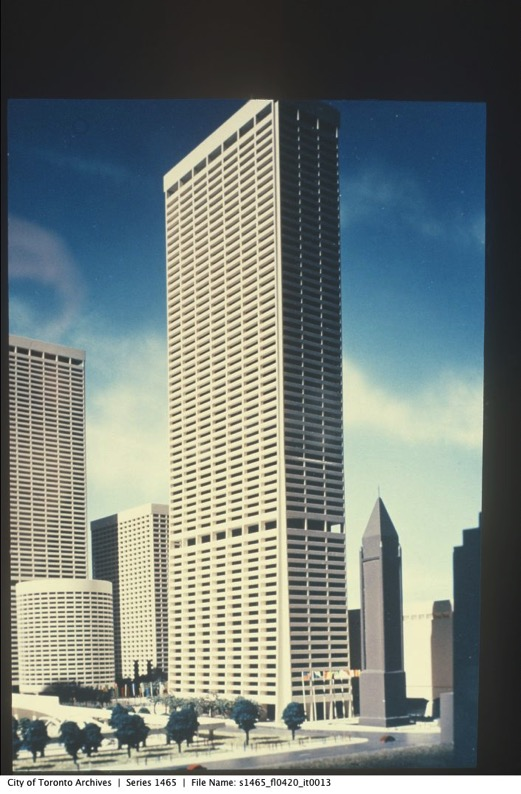 City of Toronto Archives | Series 1465 | File Name: s1465_fl0420_it0013